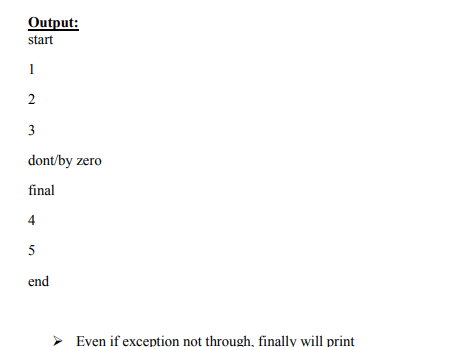 Output:
start
1
2
3
dont/by zero
final
4
5
end
➢ Even if exception not through, finally will print